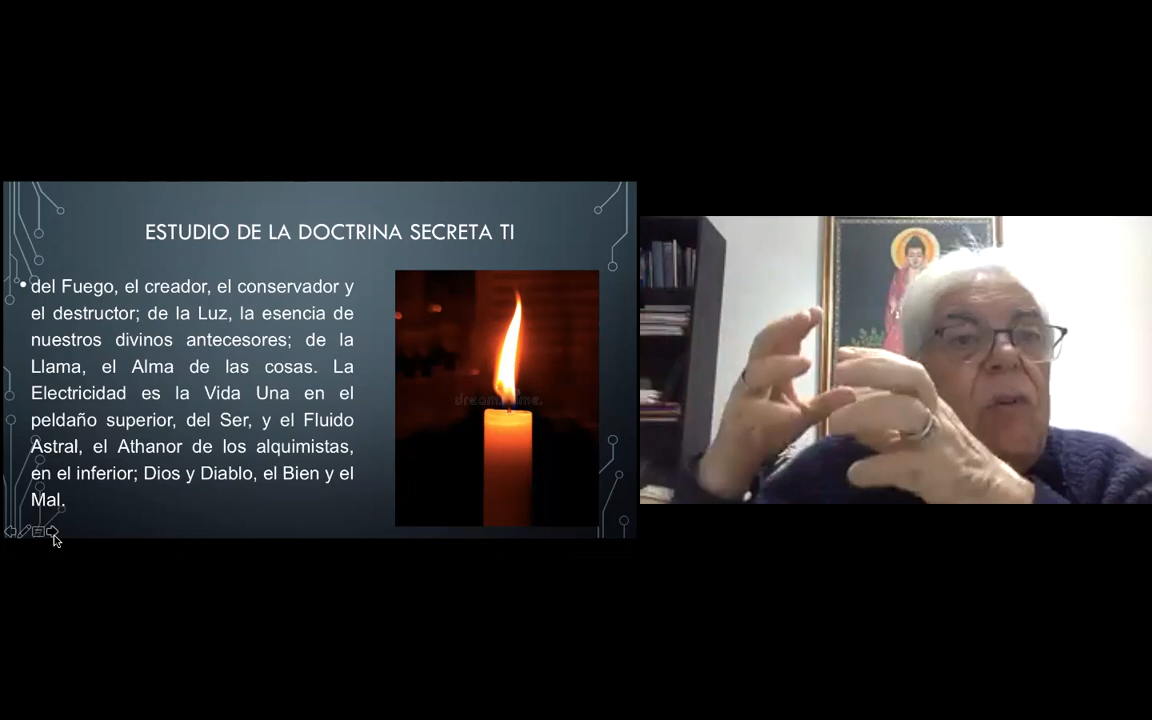 ESTUDIO DE LA DOCTRINA SECRETA TI
• del Fuego, el creador, el conservador y
el destructor; de la Luz, la esencia de
nuestros divinos antecesores; de la
Llama, el Alma de las cosas. La
Electricidad es la Vida Una en el
peldaño superior, del Ser, y el Fluido
Astral, el Athanor de los alquimistas,
en el inferior; Dios y Diablo, el Bien y el
Mal.